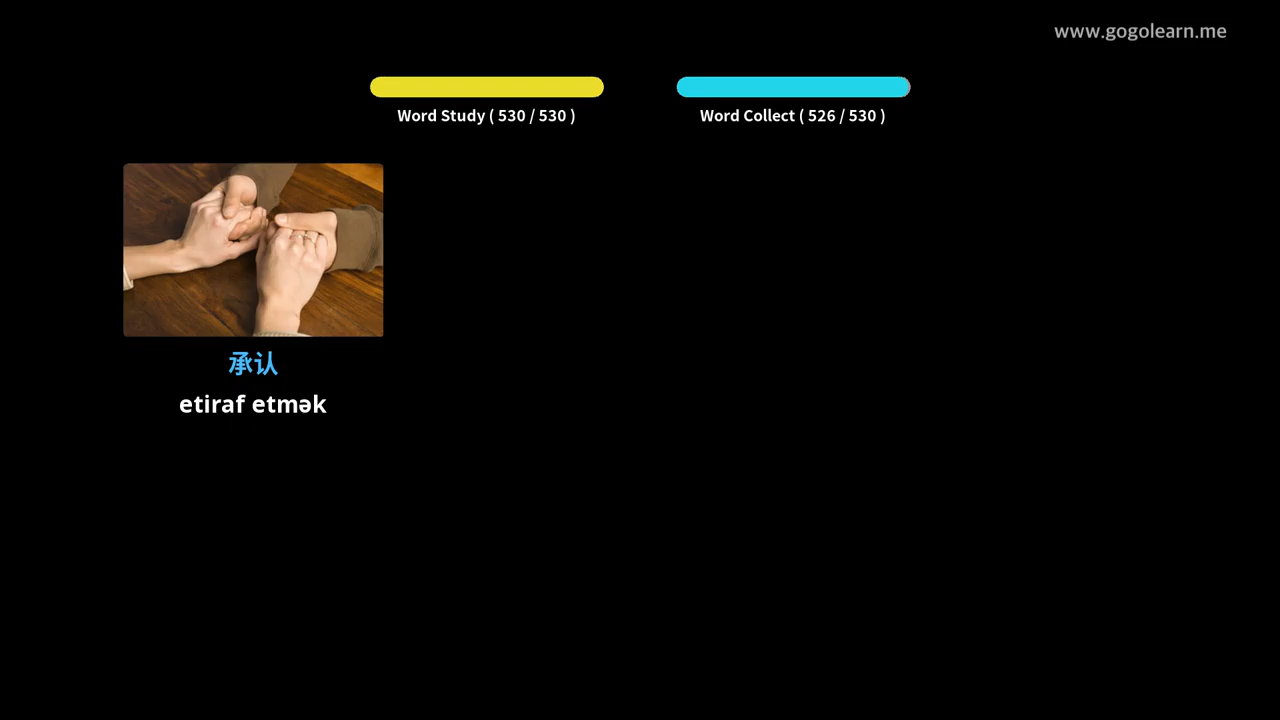 www.gogolearn.me
Word Study ( 530 / 530 )
Word Collect ( 526 / 530 )
承认
etiraf etmək